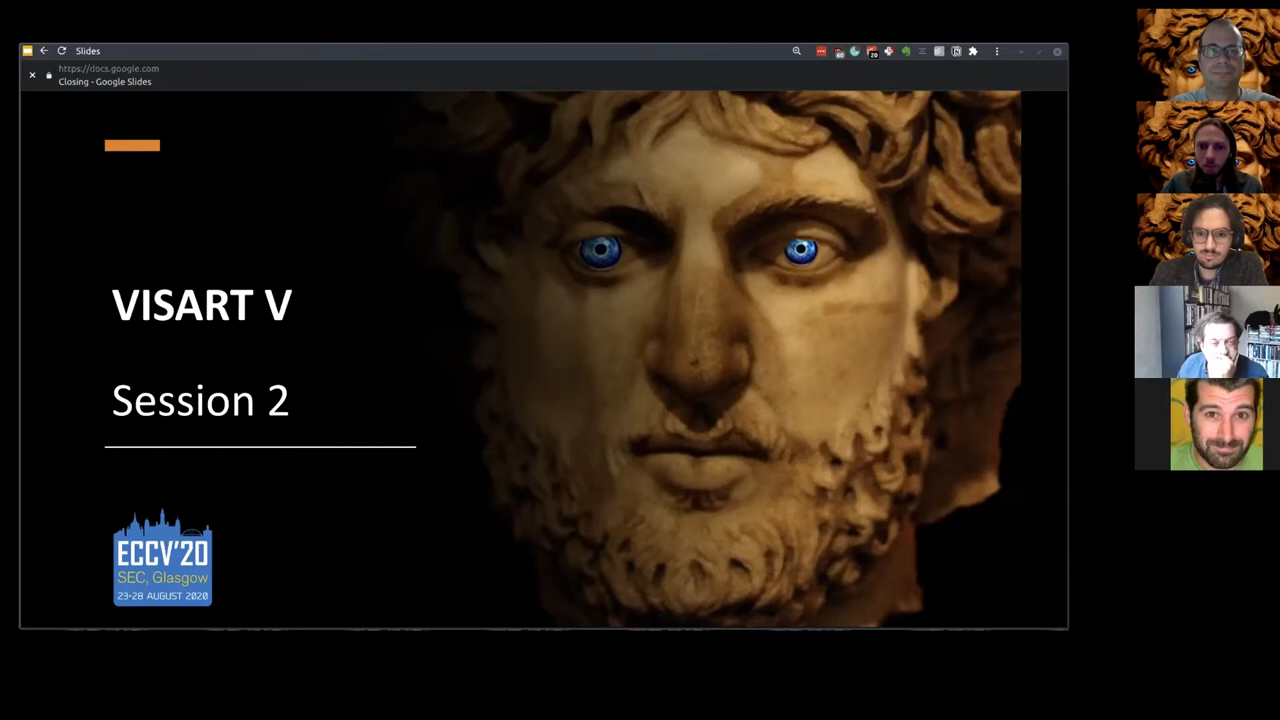 Slides
20
https://docs.google.com
Closing - Google Slides
VISART V
Session 2
ECCV'20
SEC, Glasgow
23-28 AUGUST 2020